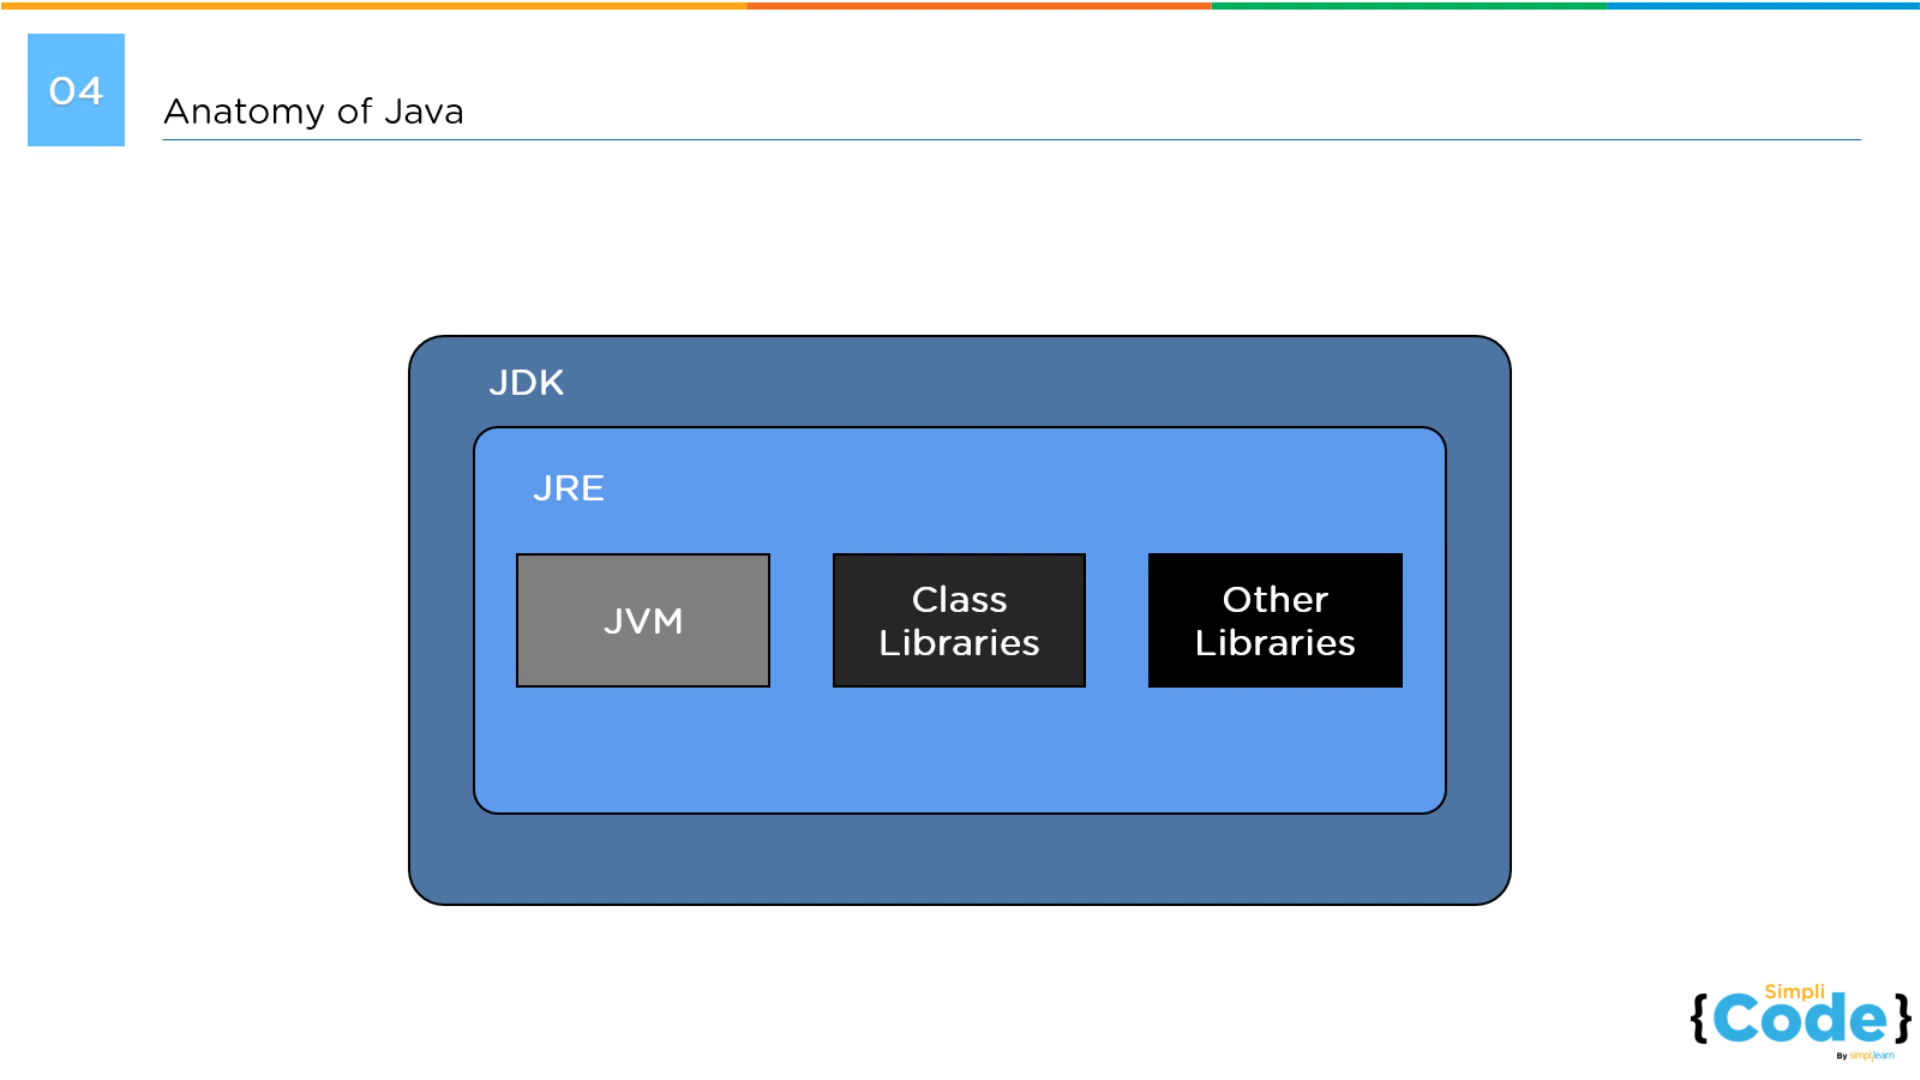 04
Anatomy of Java
JDK
JRE
JVM
Class
Libraries
Other
Libraries
Simpli
{Code}
By simplilearn